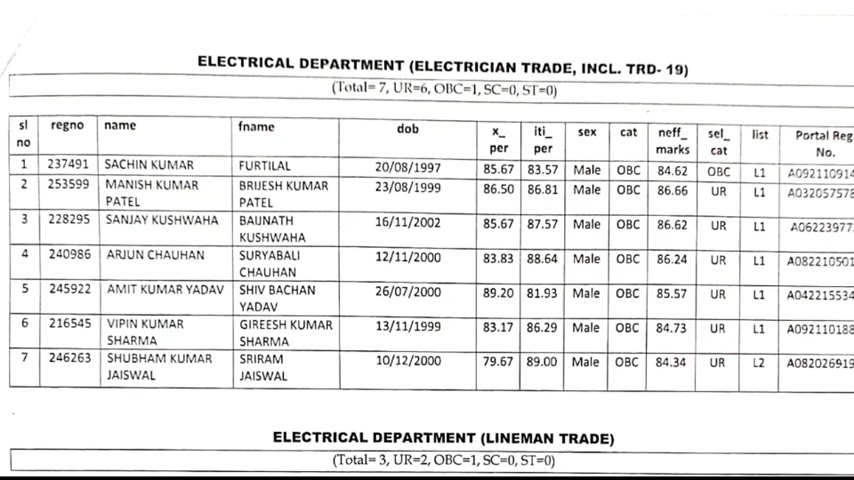 ELECTRICAL DEPARTMENT (ELECTRICIAN TRADE, INCL. TRD- 19)
(Total= 7, UR=6, OBC=1, SC=0, ST=0)
sl no regno name fname dob x_ per iti_ per sex cat neff_ marks sel_ cat list Portal Reg No.
1 237491 SACHIN KUMAR FURTILAL 20/08/1997 85.67 83.57 Male OBC 84.62 OBC L1 A092110914
2 253599 MANISH KUMAR PATEL BRIJESH KUMAR PATEL 23/08/1999 86.50 86.81 Male OBC 86.66 UR L1 A032057578
3 228295 SANJAY KUSHWAHA BAIJNATH KUSHWAHA 16/11/2002 85.67 87.57 Male OBC 86.62 UR L1 A06223977
4 240986 ARJUN CHAUHAN SURYABALI CHAUHAN 12/11/2000 83.83 88.64 Male OBC 86.24 UR L1 A082210501
5 245922 AMIT KUMAR YADAV SHIV BACHAN YADAV 26/07/2000 89.20 81.93 Male OBC 85.57 UR L1 A042215534
6 216545 VIPIN KUMAR SHARMA GIREESH KUMAR SHARMA 13/11/1999 83.17 86.29 Male OBC 84.73 UR L1 A092110188
7 246263 SHUBHAM KUMAR JAISWAL SRIRAM JAISWAL 10/12/2000 79.67 89.00 Male OBC 84.34 UR L2 A082026919
ELECTRICAL DEPARTMENT (LINEMAN TRADE)
(Total= 3, UR=2, OBC=1, SC=0, ST=0)